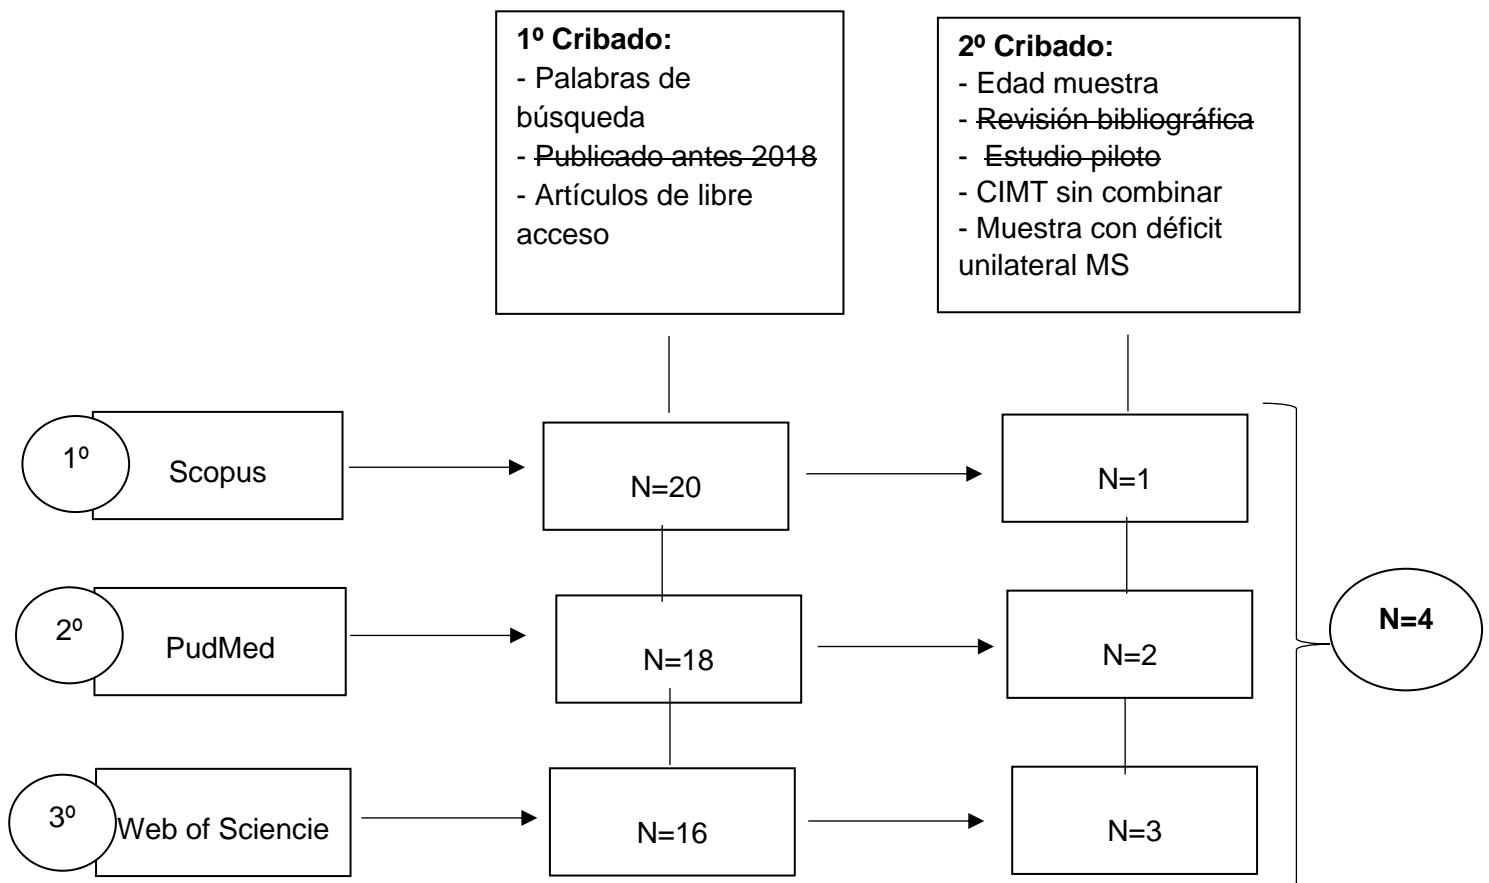 1º Cribado:
- Palabras de
búsqueda
- Publicado antes 2018
- Artículos de libre
acceso
2º Cribado:
- Edad muestra
- Revisión bibliográfica
- Estudio piloto
- CIMT sin combinar
- Muestra con déficit
unilateral MS
1º
Scopus
N=20
N=1
2º
PudMed
N=18
N=2
N=4
3º
Web of Sciencie
N=16
N=3